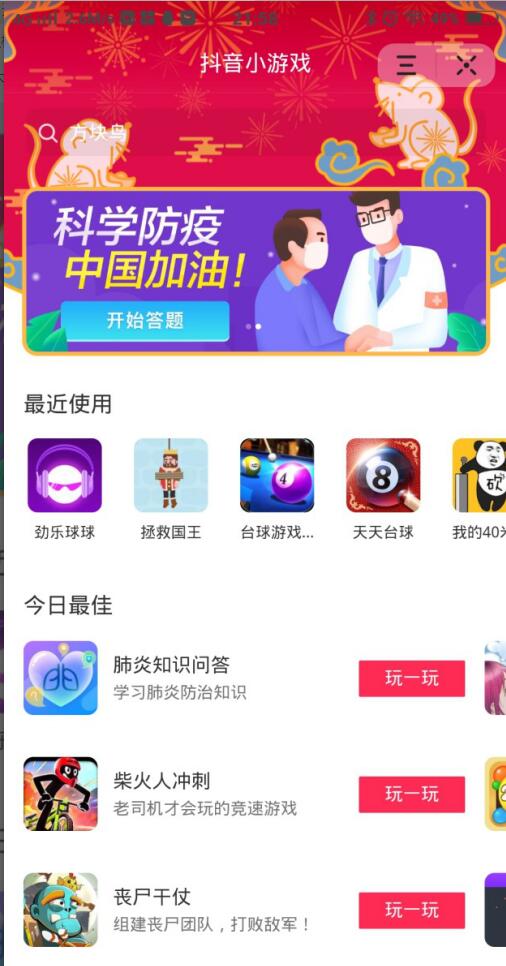 21:58
49%
抖音小游戏
方块鸟
科学防疫
中国加油！
开始答题
最近使用
劲乐球球
拯救国王
台球游戏...
天天台球
我的40
4
8
砍
今日最佳
肺炎知识问答
学习肺炎防治知识
玩一玩
柴火人冲刺
老司机才会玩的竞速游戏
玩一玩
丧尸干仗
组建丧尸团队，打败敌军！
玩一玩